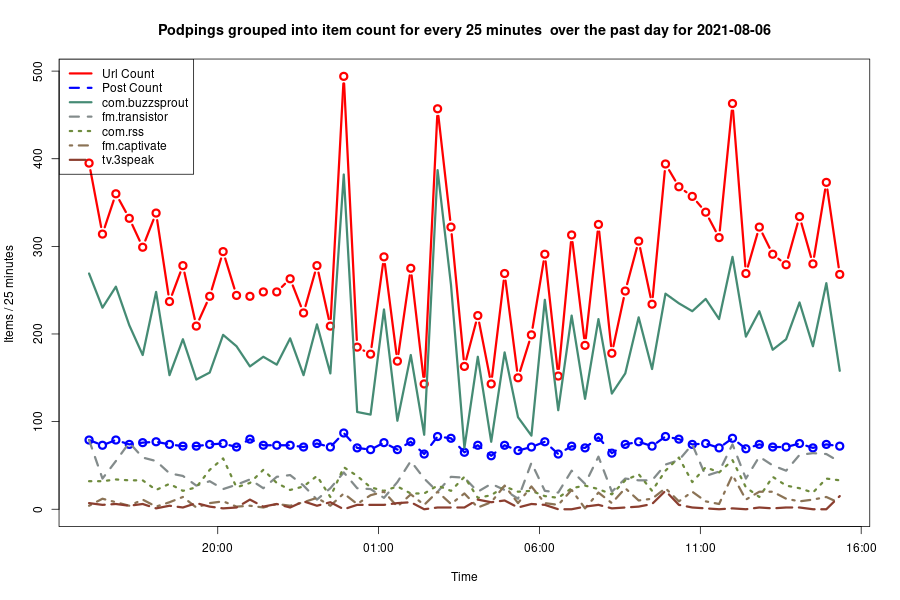 Podpings grouped into item count for every 25 minutes  over the past day for 2021-08-06
Url Count
Post Count
com.buzzsprout
fm.transistor
com.rss
fm.captivate
tv.3speak
500
400
300
200
100
0
Items / 25 minutes
20:00
01:00
06:00
11:00
16:00
Time